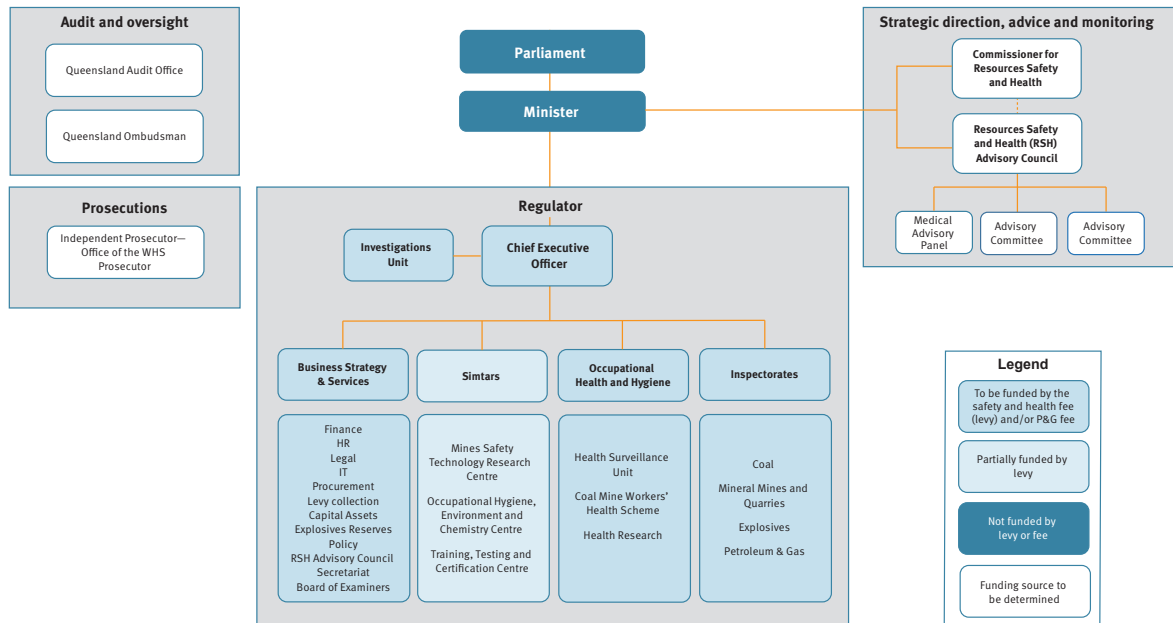 Audit and oversight
Queensland Audit Office
Queensland Ombudsman
Prosecutions
Independent Prosecutor—
Office of the WHS
Prosecutor
Parliament
Minister
Strategic direction, advice and monitoring
Commissioner for
Resources Safety
and Health
Resources Safety
and Health (RSH)
Advisory Council
Medical
Advisory
Panel
Advisory
Committee
Advisory
Committee
Regulator
Investigations
Unit
Chief Executive
Officer
Business Strategy
& Services
Simtars
Occupational
Health and Hygiene
Inspectorates
Finance
HR
Legal
IT
Procurement
Levy collection
Capital Assets
Explosives Reserves
Policy
RSH Advisory Council
Secretariat
Board of Examiners
Mines Safety
Technology Research
Centre
Occupational Hygiene,
Environment and
Chemistry Centre
Training, Testing and
Certification Centre
Health Surveillance
Unit
Coal Mine Workers’
Health Scheme
Health Research
Coal
Mineral Mines and
Quarries
Explosives
Petroleum & Gas
Legend
To be funded by the
safety and health fee
(levy) and/or P&G fee
Partially funded by
levy
Not funded by
levy or fee
Funding source to
be determined